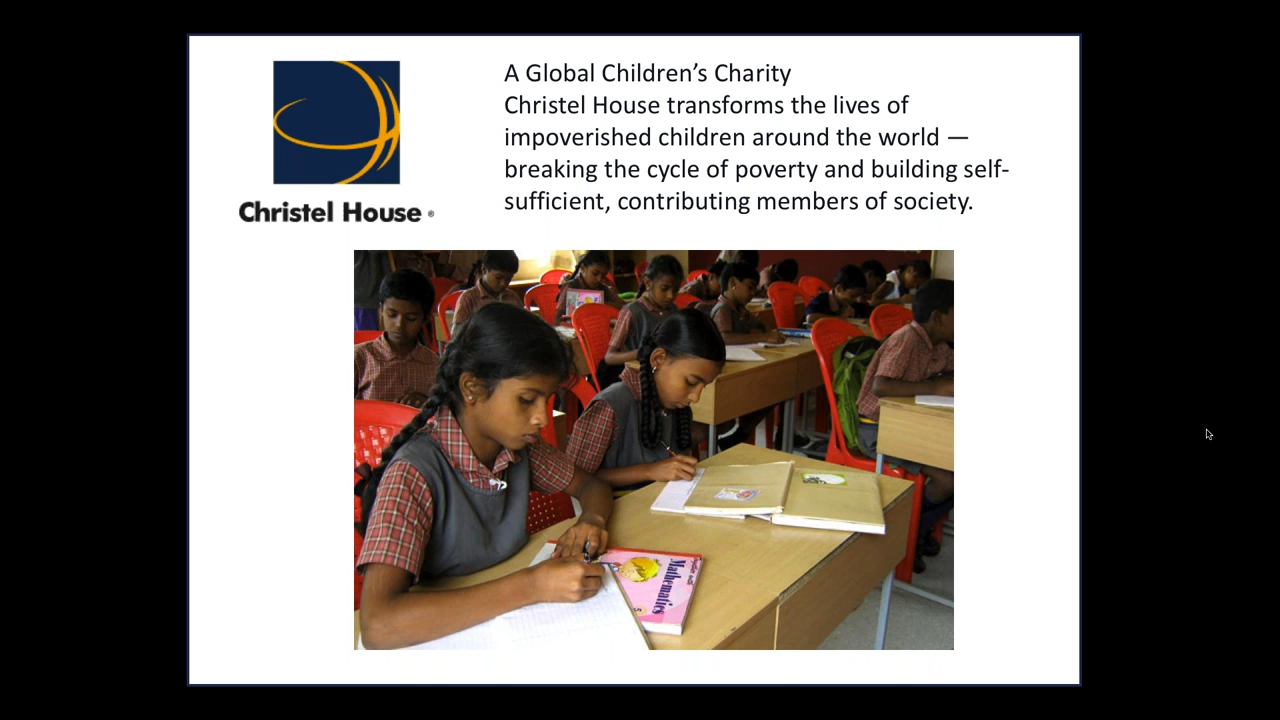 A Global Children’s Charity
Christel House transforms the lives of
impoverished children around the world —
breaking the cycle of poverty and building self-
sufficient, contributing members of society.
Christel House ®
Mathematics